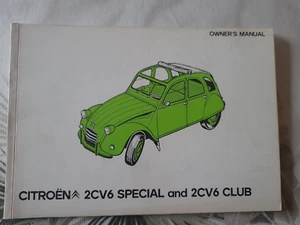 OWNER'S MANUAL
CITROËN 2CV6 SPECIAL and 2CV6 CLUB